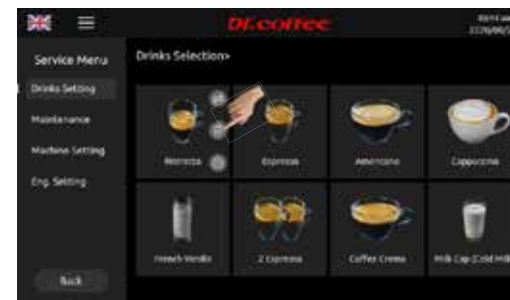 Dr.coffee
Service Menu
Drinks Selection>
Drinks Setting
Maintenance
Machine Setting
Eng. Setting
Ristretto
Espresso
Americano
Cappuccino
French Vanilla
2 Espresso
Coffee Crema
Milk Cap (Cold Milk
Back